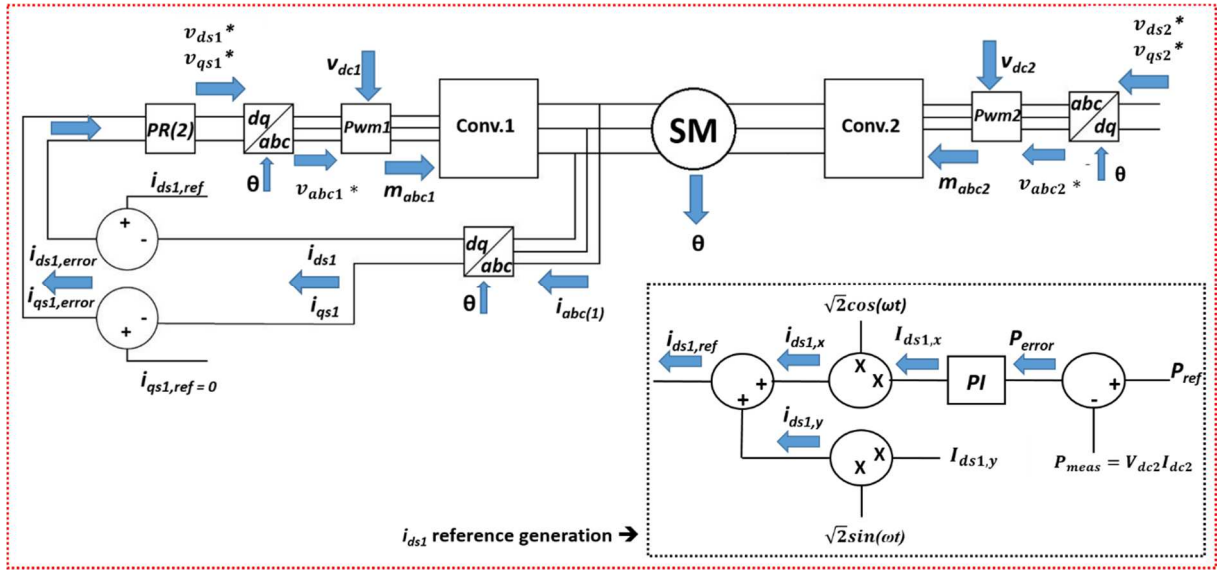 v_ds1*
v_qs1*
v_dc1
PR(2)
dq
abc
θ
v_abc1 *
Pwm1
m_abc1
Conv.1
SM
θ
Conv.2
v_dc2
Pwm2
m_abc2
v_abc2*
abc
dq
θ
v_ds2*
v_qs2*
i_ds1,ref
+
-
i_ds1,error
i_qs1,error
-
+
i_qs1,ref = 0
i_ds1
i_qs1
dq
abc
θ
i_abc(1)
√2cos(ωt)
i_ds1,ref
i_ds1,x
I_ds1,x
P_error
+
+
X
X
PI
+
-
P_ref
i_ds1,y
X
X
I_ds1,y
P_meas = V_dc2I_dc2
√2sin(ωt)
i_ds1 reference generation ➔